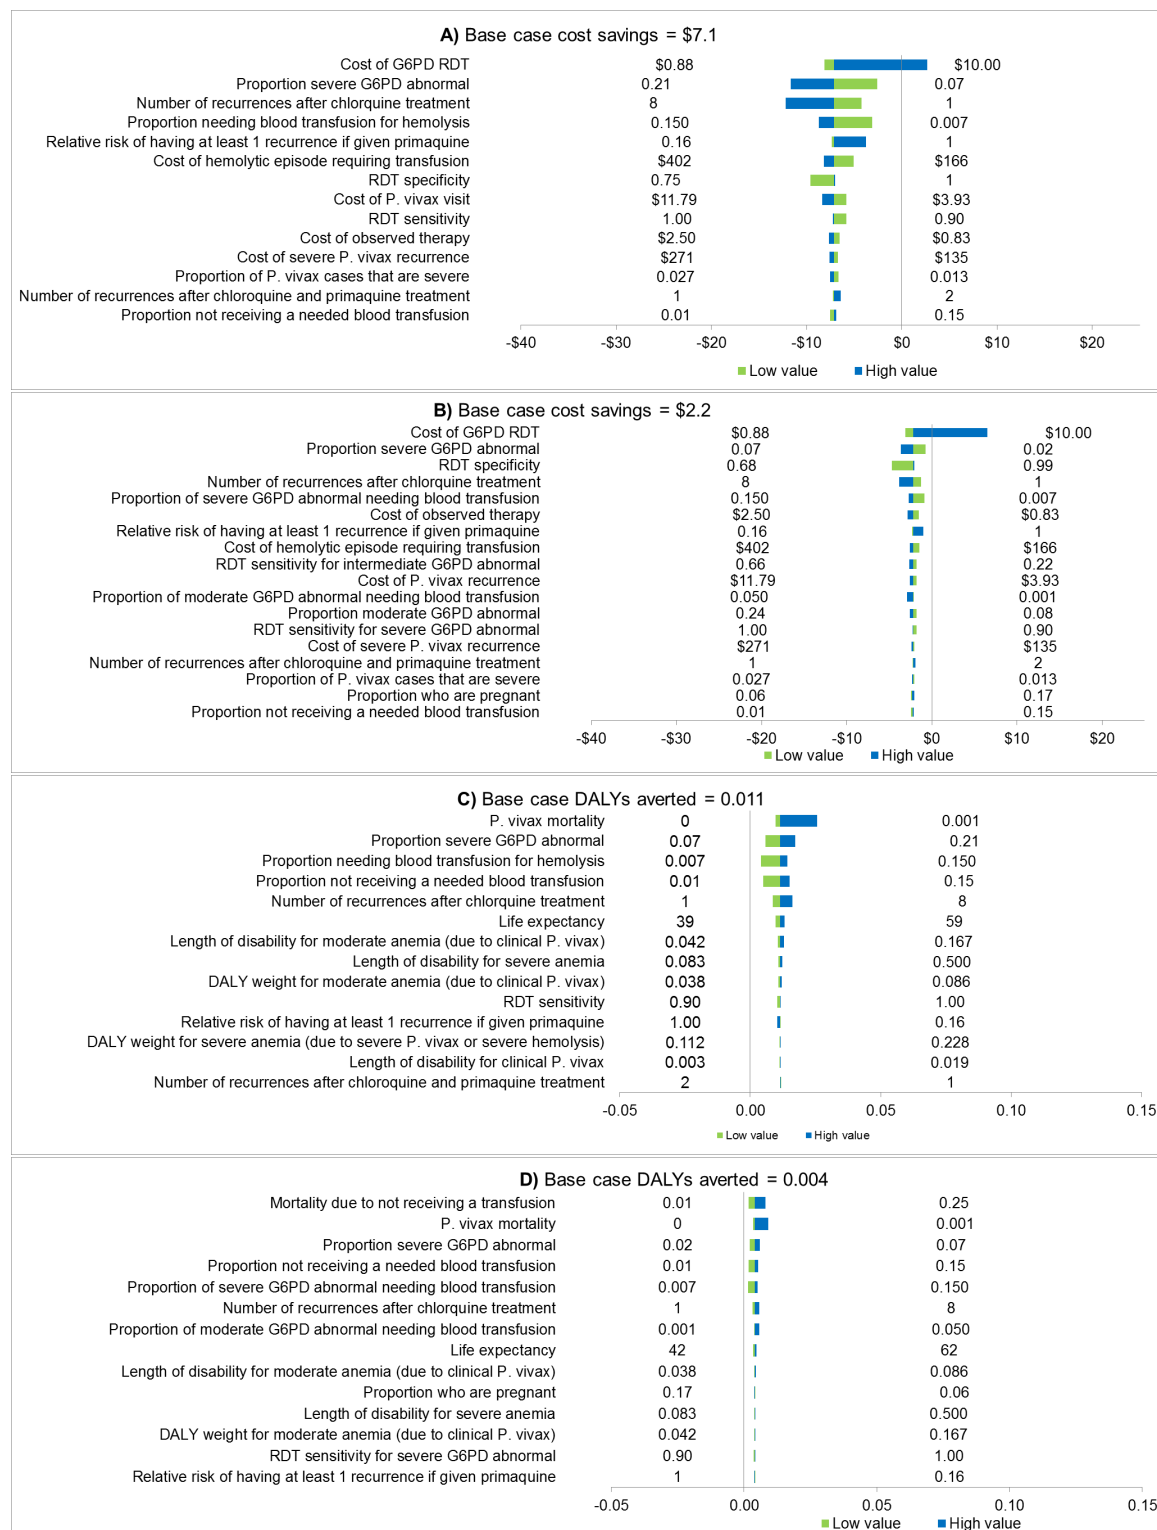 A) Base case cost savings = $7.1
Cost of G6PD RDT $0.88 $10.00
Proportion severe G6PD abnormal 0.21 0.07
Number of recurrences after chlorquine treatment 8 1
Proportion needing blood transfusion for hemolysis 0.150 0.007
Relative risk of having at least 1 recurrence if given primaquine 0.16 1
Cost of hemolytic episode requiring transfusion $402 $166
RDT specificity 0.75 1
Cost of P. vivax visit $11.79 $3.93
RDT sensitivity 1.00 0.90
Cost of observed therapy $2.50 $0.83
Cost of severe P. vivax recurrence $271 $135
Proportion of P. vivax cases that are severe 0.027 0.013
Number of recurrences after chloroquine and primaquine treatment 1 2
Proportion not receiving a needed blood transfusion 0.01 0.15
-$40 -$30 -$20 -$10 $0 $10 $20
Low value High value
B) Base case cost savings = $2.2
Cost of G6PD RDT $0.88 $10.00
Proportion severe G6PD abnormal 0.07 0.02
RDT specificity 0.68 0.99
Number of recurrences after chlorquine treatment 8 1
Proportion of severe G6PD abnormal needing blood transfusion 0.150 0.007
Cost of observed therapy $2.50 $0.83
Relative risk of having at least 1 recurrence if given primaquine 0.16 1
Cost of hemolytic episode requiring transfusion $402 $166
RDT sensitivity for intermediate G6PD abnormal 0.66 0.22
Cost of P. vivax recurrence $11.79 $3.93
Proportion of moderate G6PD abnormal needing blood transfusion 0.050 0.001
Proportion moderate G6PD abnormal 0.24 0.08
RDT sensitivity for severe G6PD abnormal 1.00 0.90
Cost of severe P. vivax recurrence $271 $135
Number of recurrences after chloroquine and primaquine treatment 1 2
Proportion of P. vivax cases that are severe 0.027 0.013
Proportion who are pregnant 0.06 0.17
Proportion not receiving a needed blood transfusion 0.01 0.15
-$40 -$30 -$20 -$10 $0 $10 $20
Low value High value
C) Base case DALYs averted = 0.011
P. vivax mortality 0 0.001
Proportion severe G6PD abnormal 0.07 0.21
Proportion needing blood transfusion for hemolysis 0.007 0.150
Proportion not receiving a needed blood transfusion 0.01 0.15
Number of recurrences after chlorquine treatment 1 8
Life expectancy 39 59
Length of disability for moderate anemia (due to clinical P. vivax) 0.042 0.167
Length of disability for severe anemia 0.083 0.500
DALY weight for moderate anemia (due to clinical P. vivax) 0.038 0.086
RDT sensitivity 0.90 1.00
Relative risk of having at least 1 recurrence if given primaquine 1.00 0.16
DALY weight for severe anemia (due to severe P. vivax or severe hemolysis) 0.112 0.228
Length of disability for clinical P. vivax 0.003 0.019
Number of recurrences after chloroquine and primaquine treatment 2 1
-0.05 0.00 0.05 0.10 0.15
Low value High value
D) Base case DALYs averted = 0.004
Mortality due to not receiving a transfusion 0.01 0.25
P. vivax mortality 0 0.001
Proportion severe G6PD abnormal 0.02 0.07
Proportion not receiving a needed blood transfusion 0.01 0.15
Proportion of severe G6PD abnormal needing blood transfusion 0.007 0.150
Number of recurrences after chlorquine treatment 1 8
Proportion of moderate G6PD abnormal needing blood transfusion 0.001 0.050
Life expectancy 42 62
Length of disability for moderate anemia (due to clinical P. vivax) 0.038 0.086
Proportion who are pregnant 0.17 0.06
Length of disability for severe anemia 0.083 0.500
DALY weight for moderate anemia (due to clinical P. vivax) 0.042 0.167
RDT sensitivity for severe G6PD abnormal 0.90 1.00
Relative risk of having at least 1 recurrence if given primaquine 1 0.16
-0.05 0.00 0.05 0.10 0.15
Low value High value